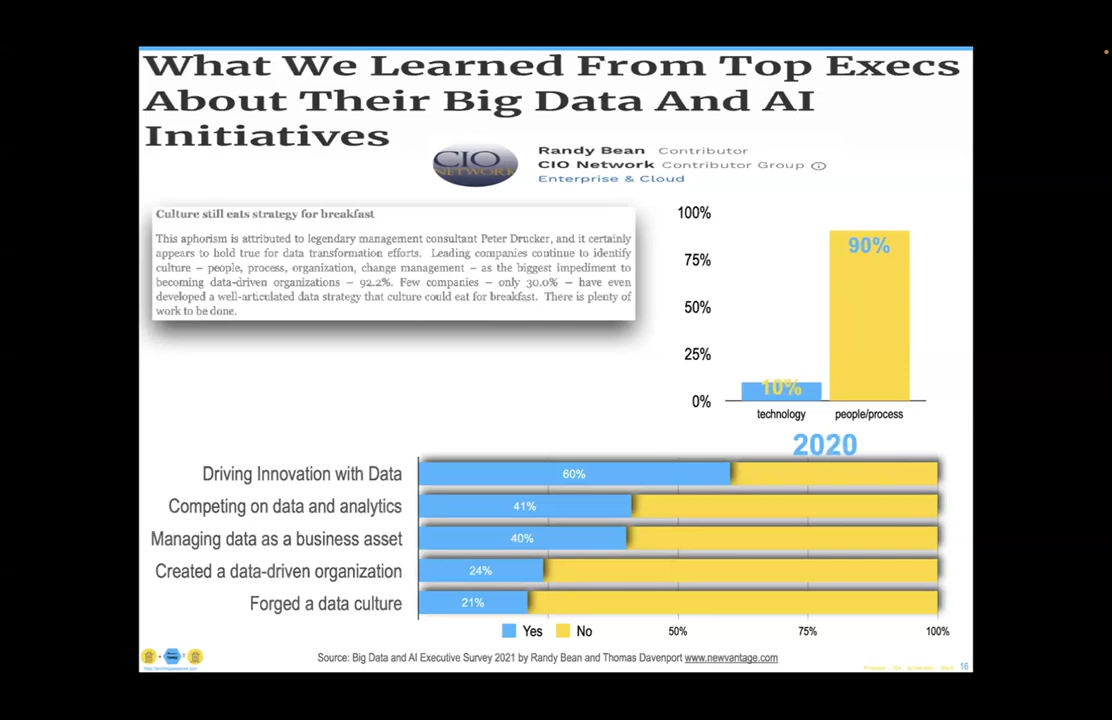 What We Learned From Top Execs
About Their Big Data And AI
Initiatives
CIO
NETWORK
Randy Bean Contributor
CIO Network Contributor Group
Enterprise & Cloud
Culture still eats strategy for breakfast
This aphorism is attributed to legendary management consultant Peter Drucker, and it certainly
appears to hold true for data transformation efforts. Leading companies continue to identify
culture – people, process, organization, change management – as the biggest impediment to
becoming data-driven organizations – 92.2%. Few companies – only 30.0% – have even
developed a well-articulated data strategy that culture could eat for breakfast. There is plenty of
work to be done.
100%
75%
50%
25%
0%
10%
90%
technology
people/process
2020
Driving Innovation with Data
60%
Competing on data and analytics
41%
Managing data as a business asset
40%
Created a data-driven organization
24%
Forged a data culture
21%
Yes
No
50%
75%
100%
Source: Big Data and AI Executive Survey 2021 by Randy Bean and Thomas Davenport www.newvantage.com
16